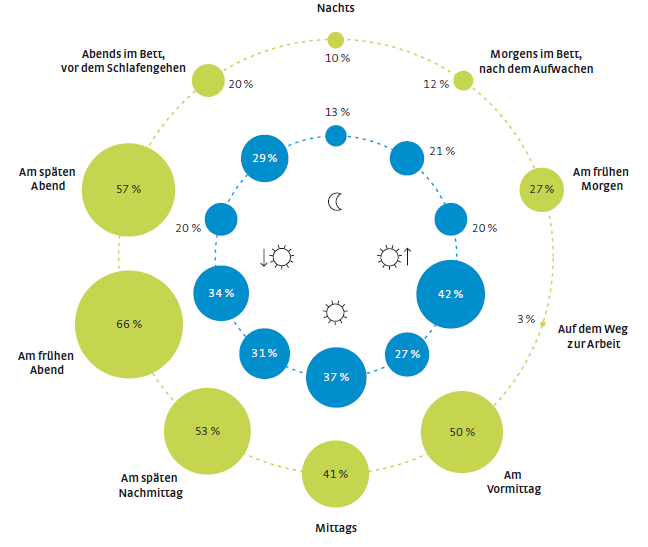 Nachts
10 %
Morgens im Bett,
nach dem Aufwachen
12 %
Am frühen
Morgen
27 %
Auf dem Weg
zur Arbeit
3 %
Am
Vormittag
50 %
Mittags
41 %
Am späten
Nachmittag
53 %
Am frühen
Abend
66 %
Am späten
Abend
57 %
Abends im Bett,
vor dem Schlafengehen
20 %
13 %
21 %
20 %
42 %
27 %
37 %
31 %
34 %
20 %
29 %